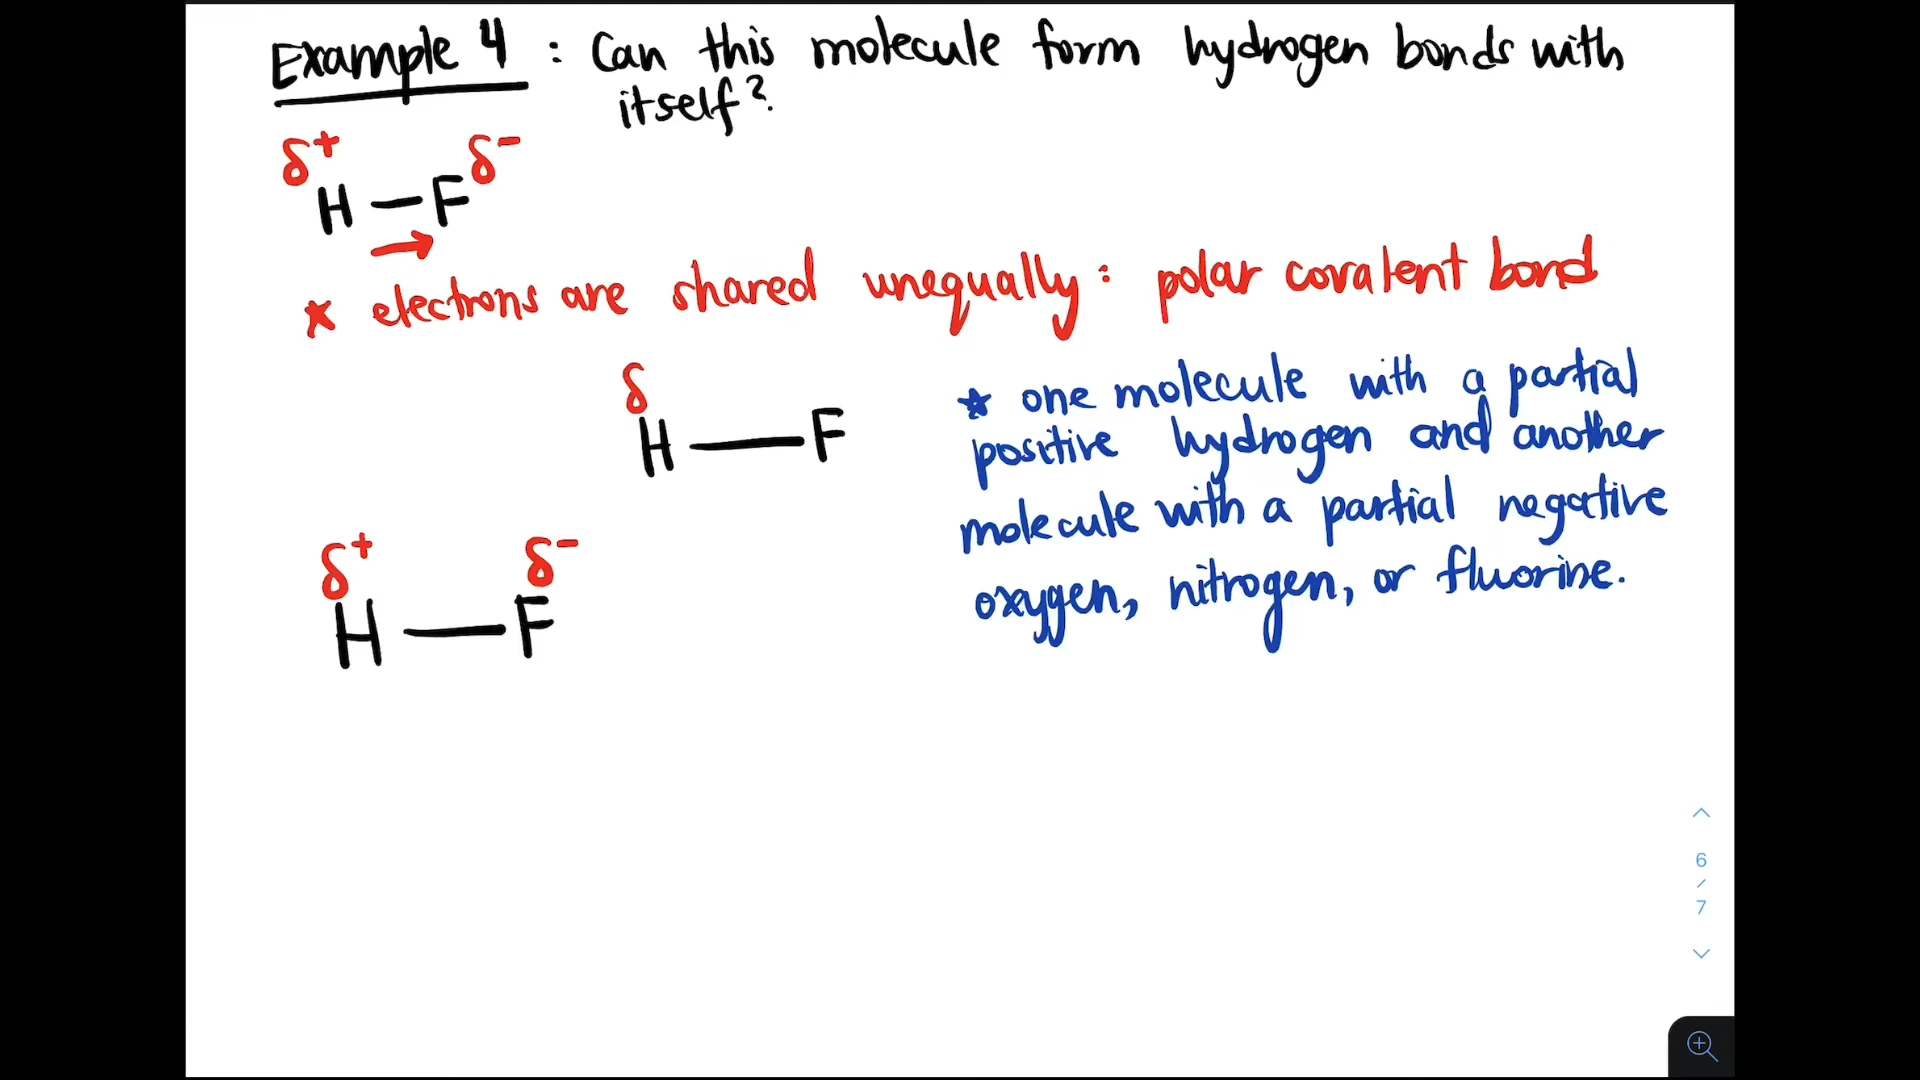 Example 4 : Can this molecule form hydrogen bonds with
itself?
δ+ δ-
H — F
→
* electrons are shared unequally: polar covalent bond
δ
H — F
* one molecule with a partial
positive hydrogen and another
molecule with a partial negative
oxygen, nitrogen, or fluorine.
δ+ δ-
H — F
6
/
7